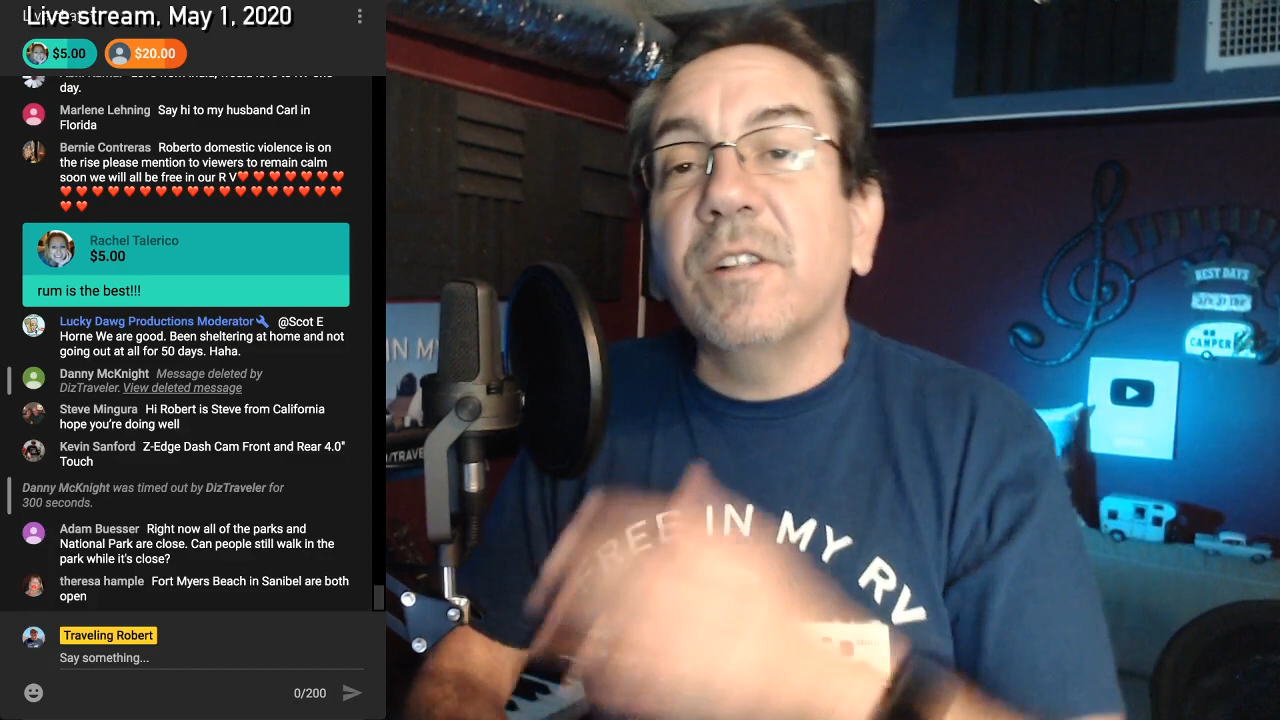 Live stream, May 1, 2020
$5.00 $20.00
day.
Marlene Lehning Say hi to my husband Carl in
Florida
Bernie Contreras Roberto domestic violence is on
the rise please mention to viewers to remain calm
soon we will all be free in our R V❤❤❤❤❤❤❤
❤❤❤❤❤❤❤❤❤❤❤❤❤❤❤❤❤❤
❤❤
Rachel Talerico
$5.00
rum is the best!!!
Lucky Dawg Productions Moderator @Scot E
Horne We are good. Been sheltering at home and not
going out at all for 50 days. Haha.
Danny McKnight Message deleted by
DizTraveler. View deleted message
Steve Mingura Hi Robert is Steve from California
hope you're doing well
Kevin Sanford Z-Edge Dash Cam Front and Rear 4.0"
Touch
Danny McKnight was timed out by DizTraveler for
300 seconds.
Adam Buesser Right now all of the parks and
National Park are close. Can people still walk in the
park while it's close?
theresa hample Fort Myers Beach in Sanibel are both
open
Traveling Robert
Say something...
0/200
IN MY
FREE IN MY RV
BEST DAYS
CAMPER